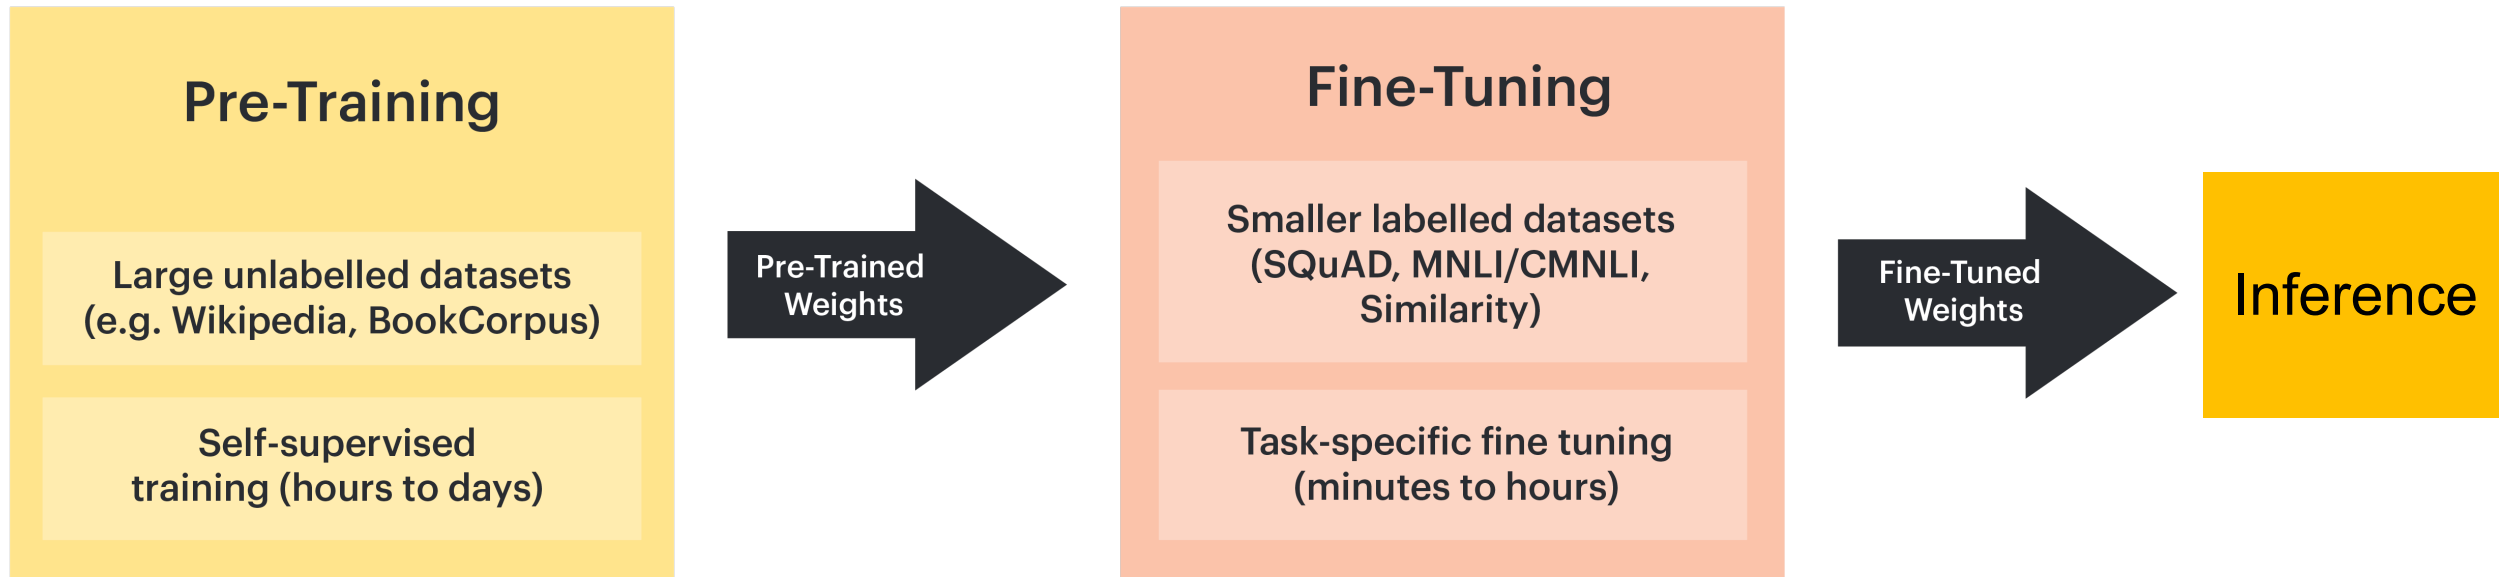 Pre-Training
Large unlabelled datasets
(e.g. Wikipedia, BookCorpus)
Self-supervised
training (hours to days)
Pre-Trained
Weights
Fine-Tuning
Smaller labelled datasets
(SQuAD, MNLI/CMNLI,
Similarity)
Task-specific fine tuning
(minutes to hours)
Fine-Tuned
Weights
Inference